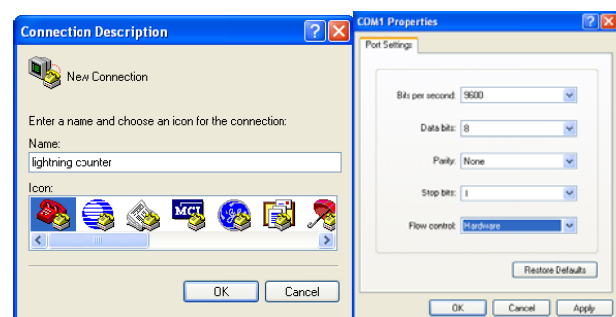 Connection Description
New Connection
Enter a name and choose an icon for the connection:
Name:
lightning counter
Icon:
MCI
OK Cancel
COM1 Properties
Port Settings
Bits per second: 9600
Data bits: 8
Parity: None
Stop bits: 1
Flow control: Hardware
Restore Defaults
OK Cancel Apply